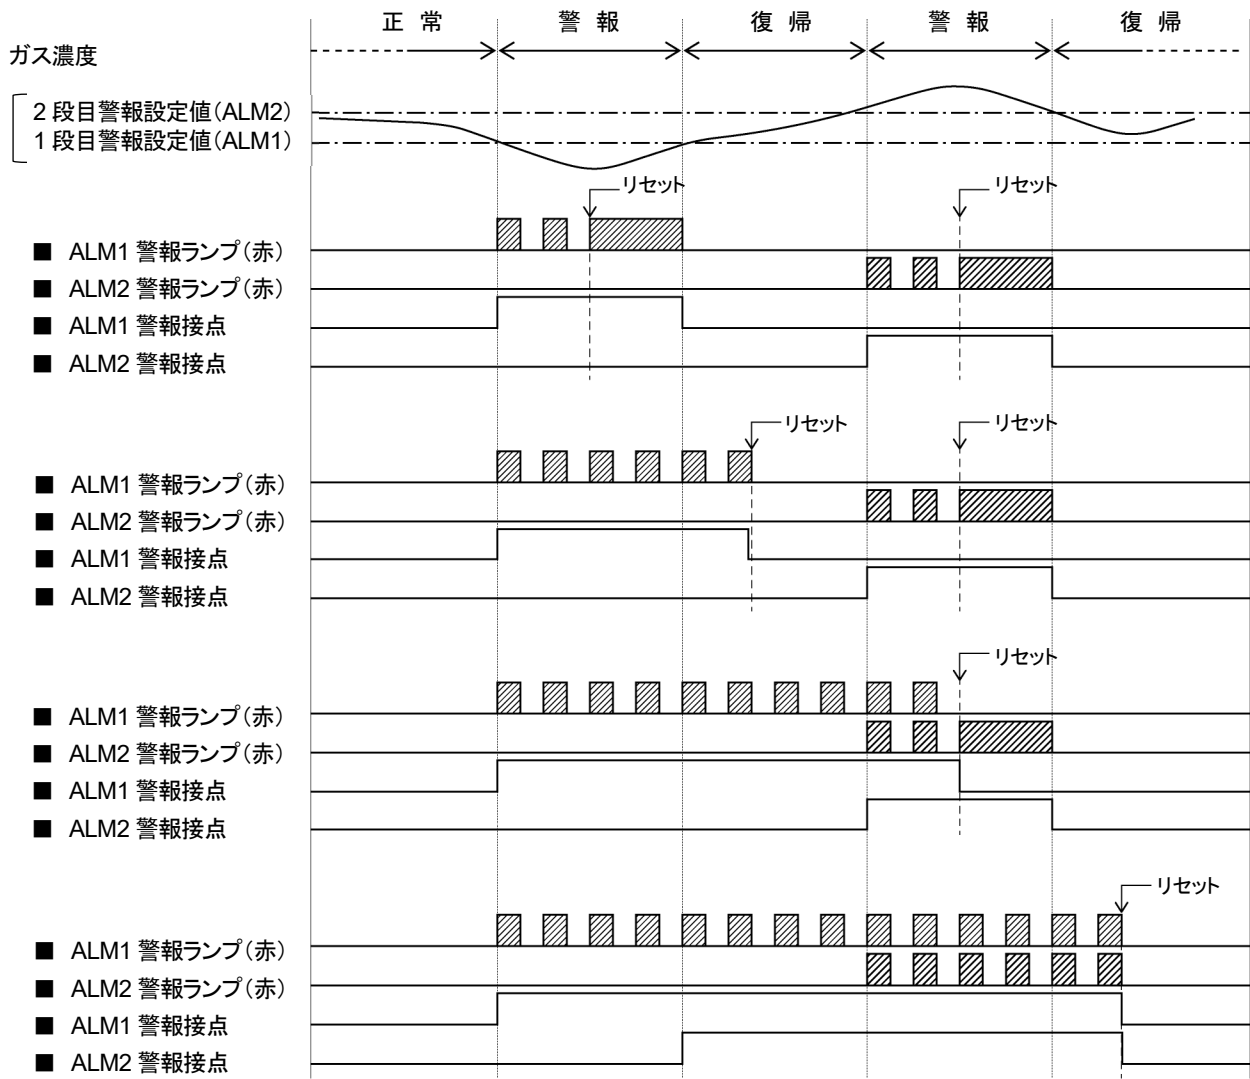 正 常 警 報 復 帰 警 報 復 帰
ガス濃度
2 段目警報設定値(ALM2)
1 段目警報設定値(ALM1)
リセット リセット
■ ALM1 警報ランプ(赤)
■ ALM2 警報ランプ(赤)
■ ALM1 警報接点
■ ALM2 警報接点
リセット リセット
■ ALM1 警報ランプ(赤)
■ ALM2 警報ランプ(赤)
■ ALM1 警報接点
■ ALM2 警報接点
リセット
■ ALM1 警報ランプ(赤)
■ ALM2 警報ランプ(赤)
■ ALM1 警報接点
■ ALM2 警報接点
リセット
■ ALM1 警報ランプ(赤)
■ ALM2 警報ランプ(赤)
■ ALM1 警報接点
■ ALM2 警報接点